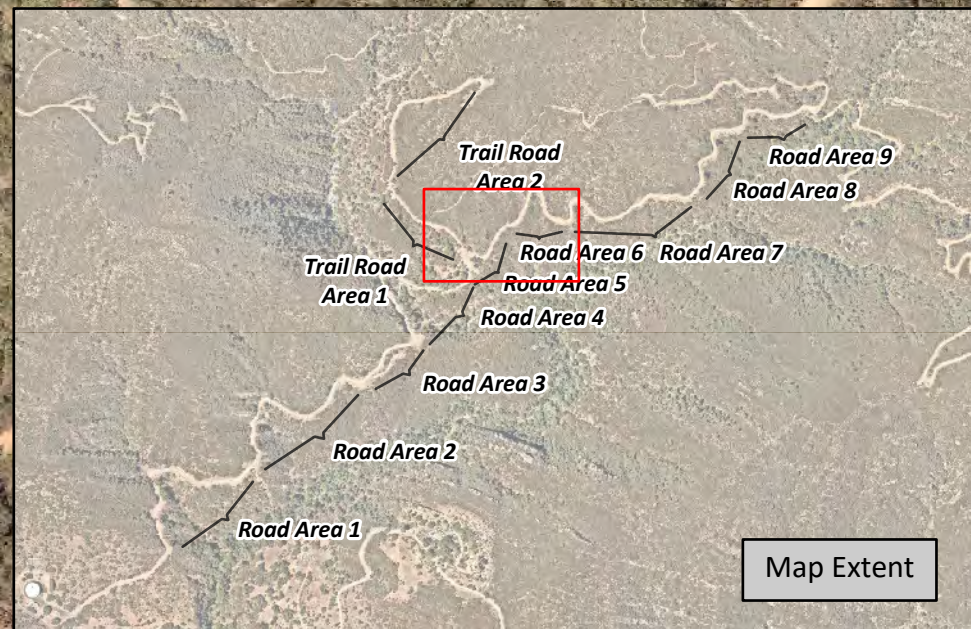 Trail Road
Area 2
Road Area 9
Road Area 8
Road Area 6
Road Area 7
Trail Road
Area 1
Road Area 5
Road Area 4
Road Area 3
Road Area 2
Road Area 1
Map Extent